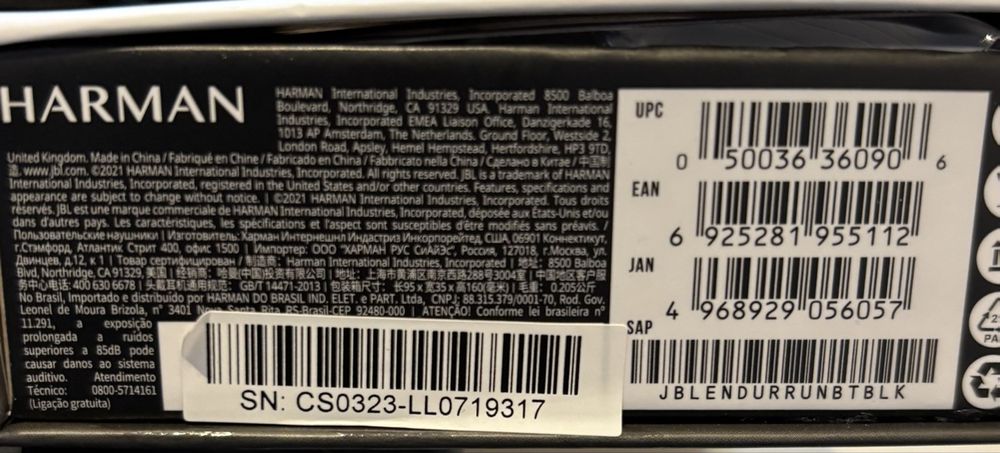 HARMAN
HARMAN International Industries, Incorporated 8500 Balboa
Boulevard, Northridge, CA 91329 USA. Harman International
Industries, Incorporated EMEA Liaison Office, Danzigerkade 16,
1013 AP Amsterdam, The Netherlands. Ground Floor, Westside 2,
London Road, Apsley, Hemel Hempstead, Hertfordshire, HP3 9TD,
United Kingdom. Made in China / Fabriqué en Chine / Fabricado en China / Fabbricato nella China / Сделано в Китае / 中国制
造. www.jbl.com. ©2021 HARMAN International Industries, Incorporated. All rights reserved. JBL is a trademark of HARMAN
International Industries, Incorporated, registered in the United States and/or other countries. Features, specifications and
appearance are subject to change without notice. | ©2021 HARMAN International Industries, Incorporated. Tous droits
réservés. JBL est une marque commerciale de HARMAN International Industries, Incorporated, déposée aux États-Unis et/ou
dans d'autres pays. Les caractéristiques, les spécifications et l'aspect sont susceptibles d'être modifiés sans préavis. /
Пользовательские наушники | Изготовитель: Харман Интернешнл Индастриз Инкорпорейтед, США, 06901 Коннектикут,
г.Стэмфорд, Атлантик Стрит 400, офис 1500 | Импортер: ООО "ХАРМАН РУС СиАйЭс", Россия, 127018, г.Москва, ул.
Двинцев, д.12, к 1 | Товар сертифицирован / 制造商: Harman International Industries, Incorporated | 地址: 8500 Balboa
Blvd, Northridge, CA 91329, 美国 | 经销商: 哈曼(中国)投资有限公司 | 地址: 上海市黄浦区南京西路288号3004室 | 中国地区客户服
务中心电话: 400 630 6678 | 头戴耳机通用规范: GB/T 14471-2013 | 包装箱尺寸: 长95 x 宽35 x 高160(毫米) | 毛重: 0.205公斤
No Brasil, Importado e distribuido por HARMAN DO BRASIL IND. ELET. e PART. Ltda, CNPJ: 88.315.379/0001-70, Rod. Gov.
Leonel de Moura Brizola, n° 3401 Nova Santa Rita RS-Brasil-CEP 92480-000 | ATENÇÃO! Conforme lei brasileira n°
11.291, a exposição
prolongada a ruídos
superiores a 85dB pode
causar danos ao sistema
auditivo. Atendimento
Técnico: 0800-5714161
(Ligação gratuita)
SN: CS0323-LL0719317
UPC
0 50036 36090 6
EAN
6 925281 955112
JAN
4 968929 056057
SAP
JBLENDURRUNBTBLK